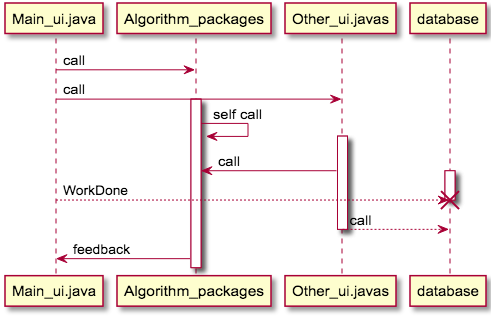 Main_ui.java
Algorithm_packages
Other_ui.javas
database
call
call
self call
call
WorkDone
call
feedback
Main_ui.java
Algorithm_packages
Other_ui.javas
database